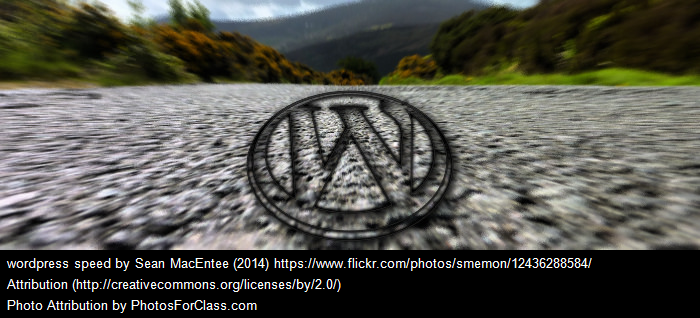 W
wordpress speed by Sean MacEntee (2014) https://www.flickr.com/photos/smemon/12436288584/
Attribution (http://creativecommons.org/licenses/by/2.0/)
Photo Attribution by PhotosForClass.com